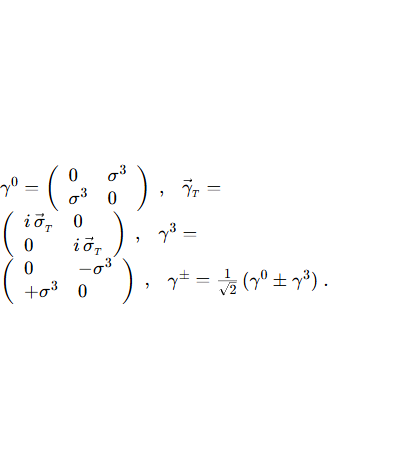 γ⁰ = ( 0 σ³ ; σ³ 0 ) , γ⃗_T =
( i σ⃗_T 0 ; 0 i σ⃗_T ) , γ³ =
( 0 −σ³ ; +σ³ 0 ) , γ^± = 1/√2 (γ⁰ ± γ³) .